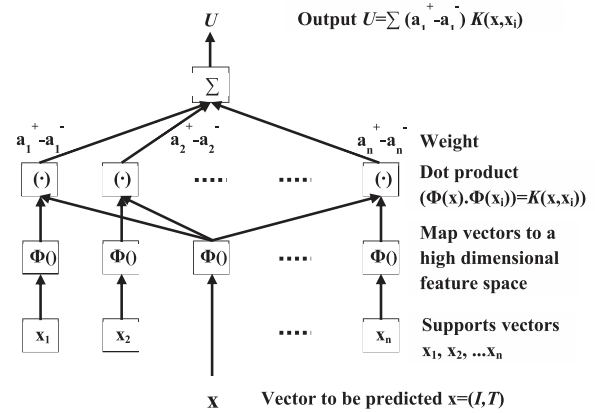 U
Output U=∑ (a₁⁺-a₁⁻) K(x,xᵢ)
∑
a₁⁺-a₁⁻ a₂⁺-a₂⁻ aₙ⁺-aₙ⁻ Weight
(·) (·) ..... ..... (·)
Dot product
(Φ(x).Φ(xᵢ))=K(x,xᵢ))
Φ() Φ() Φ() ..... Φ()
Map vectors to a
high dimensional
feature space
x₁ x₂ ..... xₙ
Supports vectors
x₁, x₂, ...xₙ
x Vector to be predicted x=(I,T)